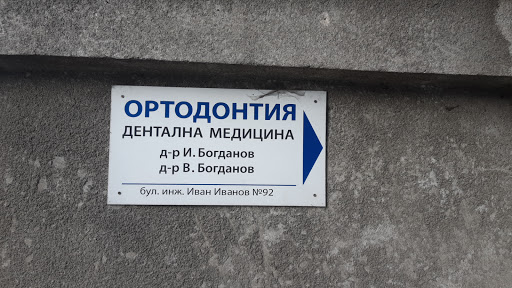 ОРТОДОНТИЯ
ДЕНТАЛНА МЕДИЦИНА
д-р И. Богданов
д-р В. Богданов
бул. инж. Иван Иванов №92